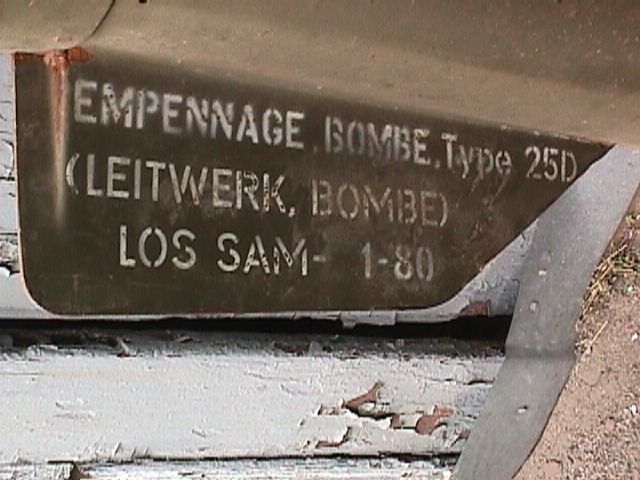 EMPENNAGE, BOMBE, Type 25D
(LEITWERK, BOMBE)
LOS SAM- 1-80